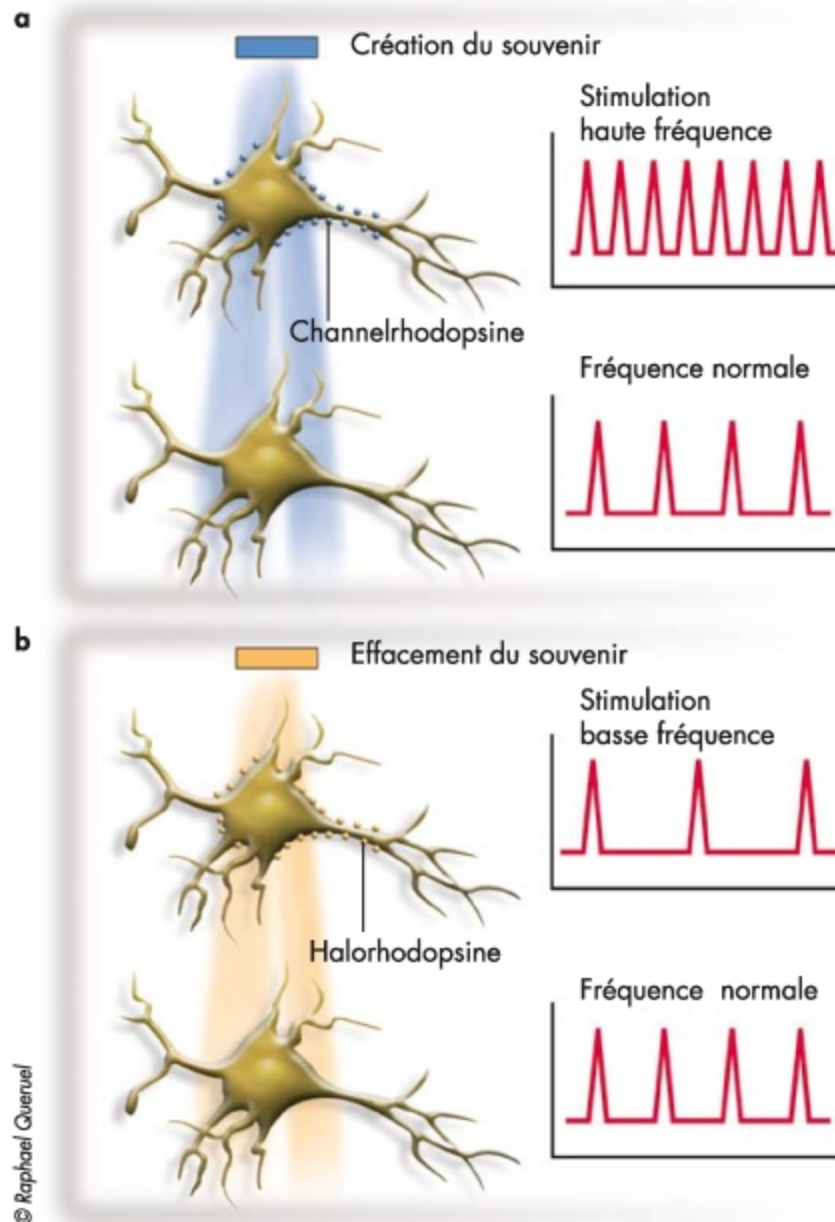 a
Création du souvenir
Stimulation
haute fréquence
Channelrhodopsine
Fréquence normale
b
Effacement du souvenir
Stimulation
basse fréquence
Halorhodopsine
Fréquence normale
© Raphael Queruel